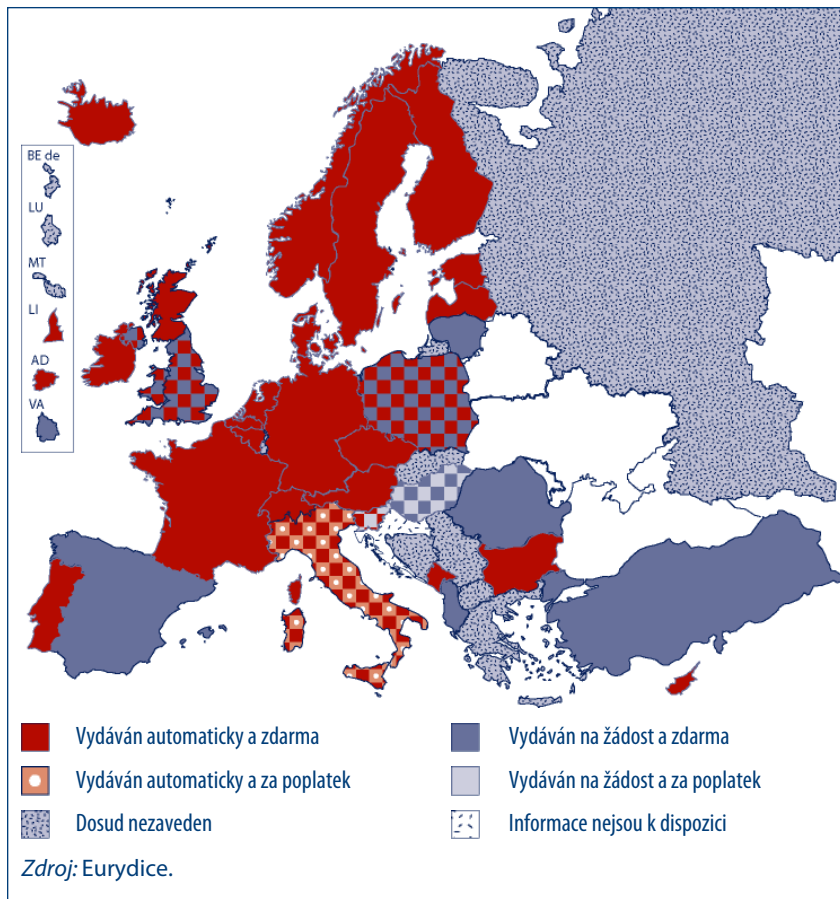 BE de
LU
MT
LI
AD
VA
Vydáván automaticky a zdarma
Vydáván na žádost a zdarma
Vydáván automaticky a za poplatek
Vydáván na žádost a za poplatek
Dosud nezaveden
Informace nejsou k dispozici
Zdroj: Eurydice.